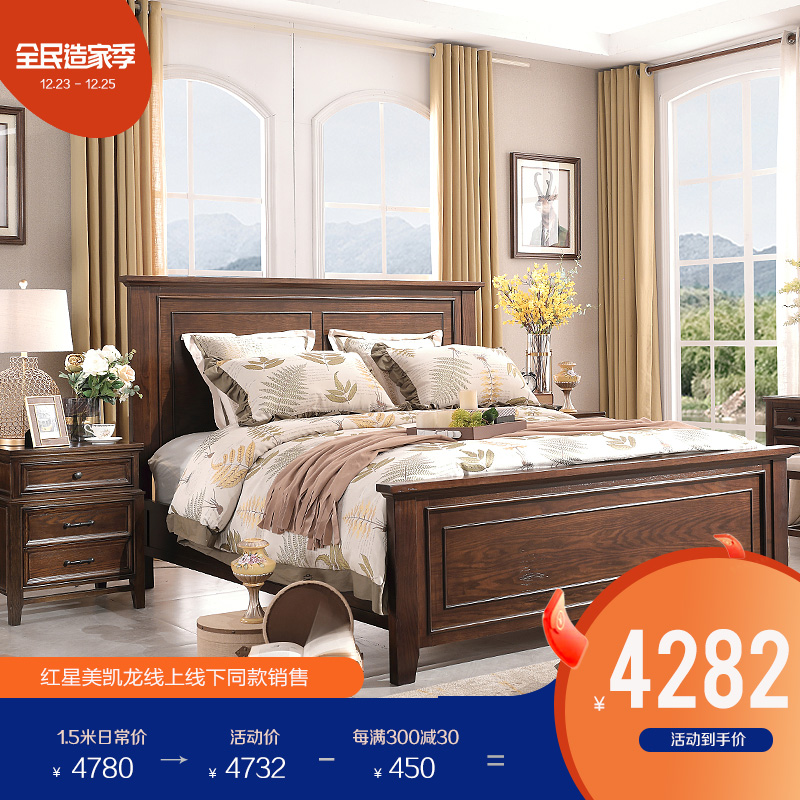 全民造家季
12.23 - 12.25
红星美凯龙线上线下同款销售
1.5米日常价
¥ 4780
→
活动价
¥ 4732
–
每满300减30
¥ 450
=
¥ 4282
活动到手价